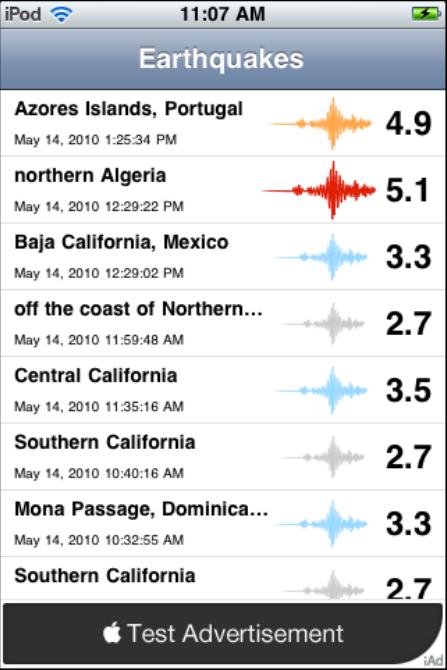 iPod 11:07 AM
Earthquakes
Azores Islands, Portugal
May 14, 2010 1:25:34 PM
4.9
northern Algeria
May 14, 2010 12:29:22 PM
5.1
Baja California, Mexico
May 14, 2010 12:29:02 PM
3.3
off the coast of Northern...
May 14, 2010 11:59:48 AM
2.7
Central California
May 14, 2010 11:35:16 AM
3.5
Southern California
May 14, 2010 10:40:16 AM
2.7
Mona Passage, Dominica...
May 14, 2010 10:32:55 AM
3.3
Southern California
2.7
Test Advertisement
iAd